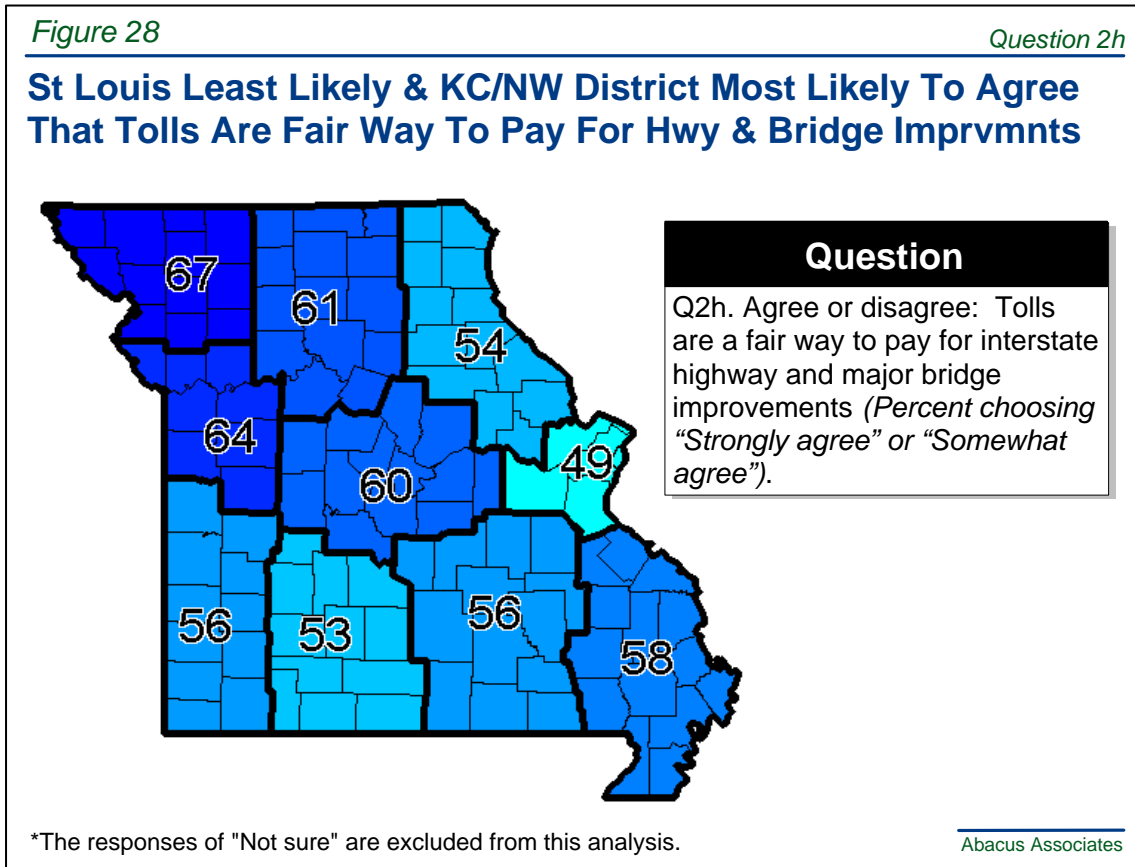 Figure 28
Question 2h
St Louis Least Likely & KC/NW District Most Likely To Agree
That Tolls Are Fair Way To Pay For Hwy & Bridge Imprvmnts
67
61
54
64
60
49
56
53
56
58
Question
Q2h. Agree or disagree:  Tolls
are a fair way to pay for interstate
highway and major bridge
improvements (Percent choosing
“Strongly agree” or “Somewhat
agree”).
*The responses of "Not sure" are excluded from this analysis.
Abacus Associates